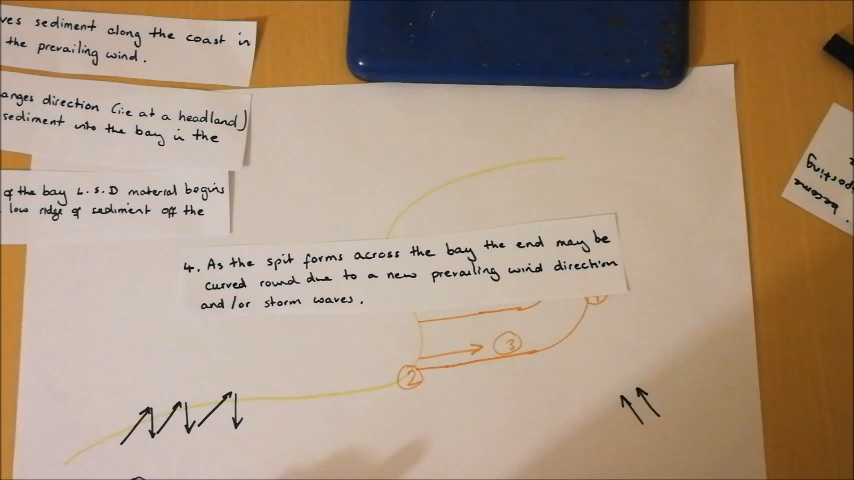 ves sediment along the coast in
the prevailing wind.
anges direction (i.e at a headland)
sediment into the bay in the
of the bay L.S.D material begins
low ridge of sediment off the
4. As the spit forms across the bay the end may be
curved round due to a new prevailing wind direction
and/or storm waves.
3
2
become
porting